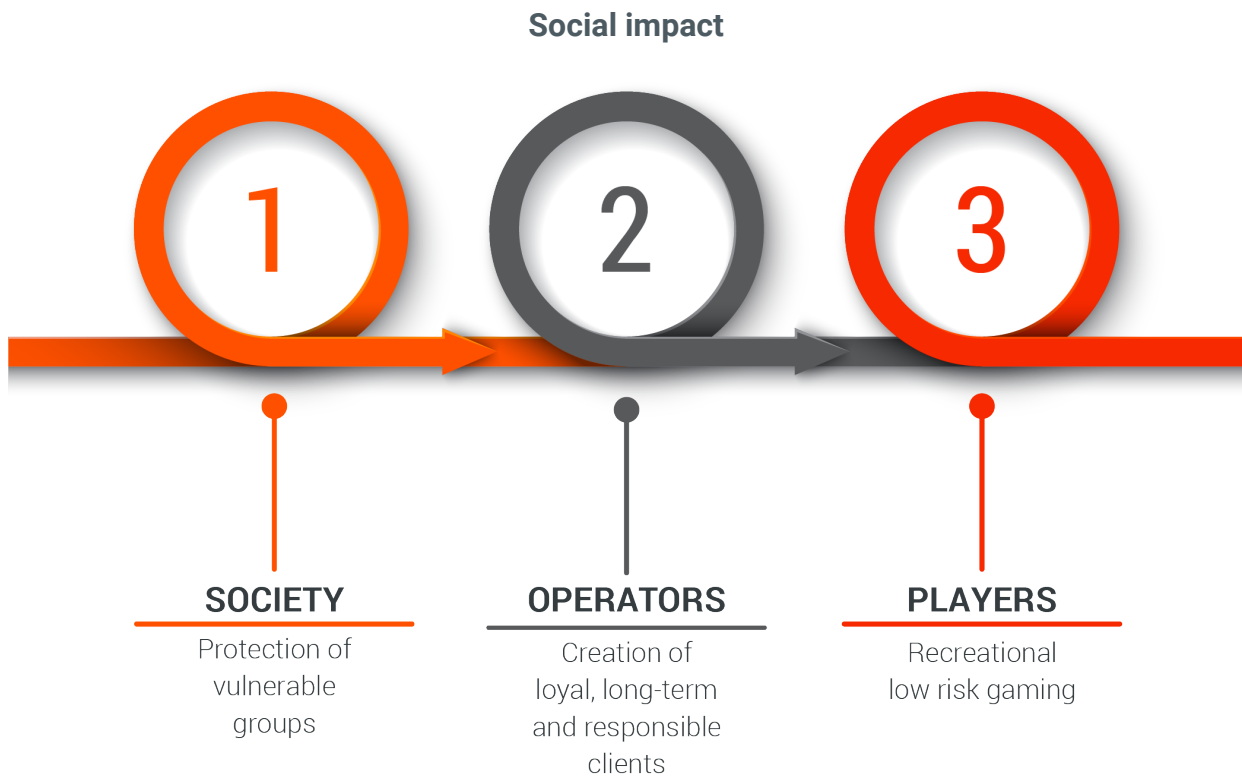 Social impact
1
2
3
SOCIETY
Protection of
vulnerable
groups
OPERATORS
Creation of
loyal, long-term
and responsible
clients
PLAYERS
Recreational
low risk gaming